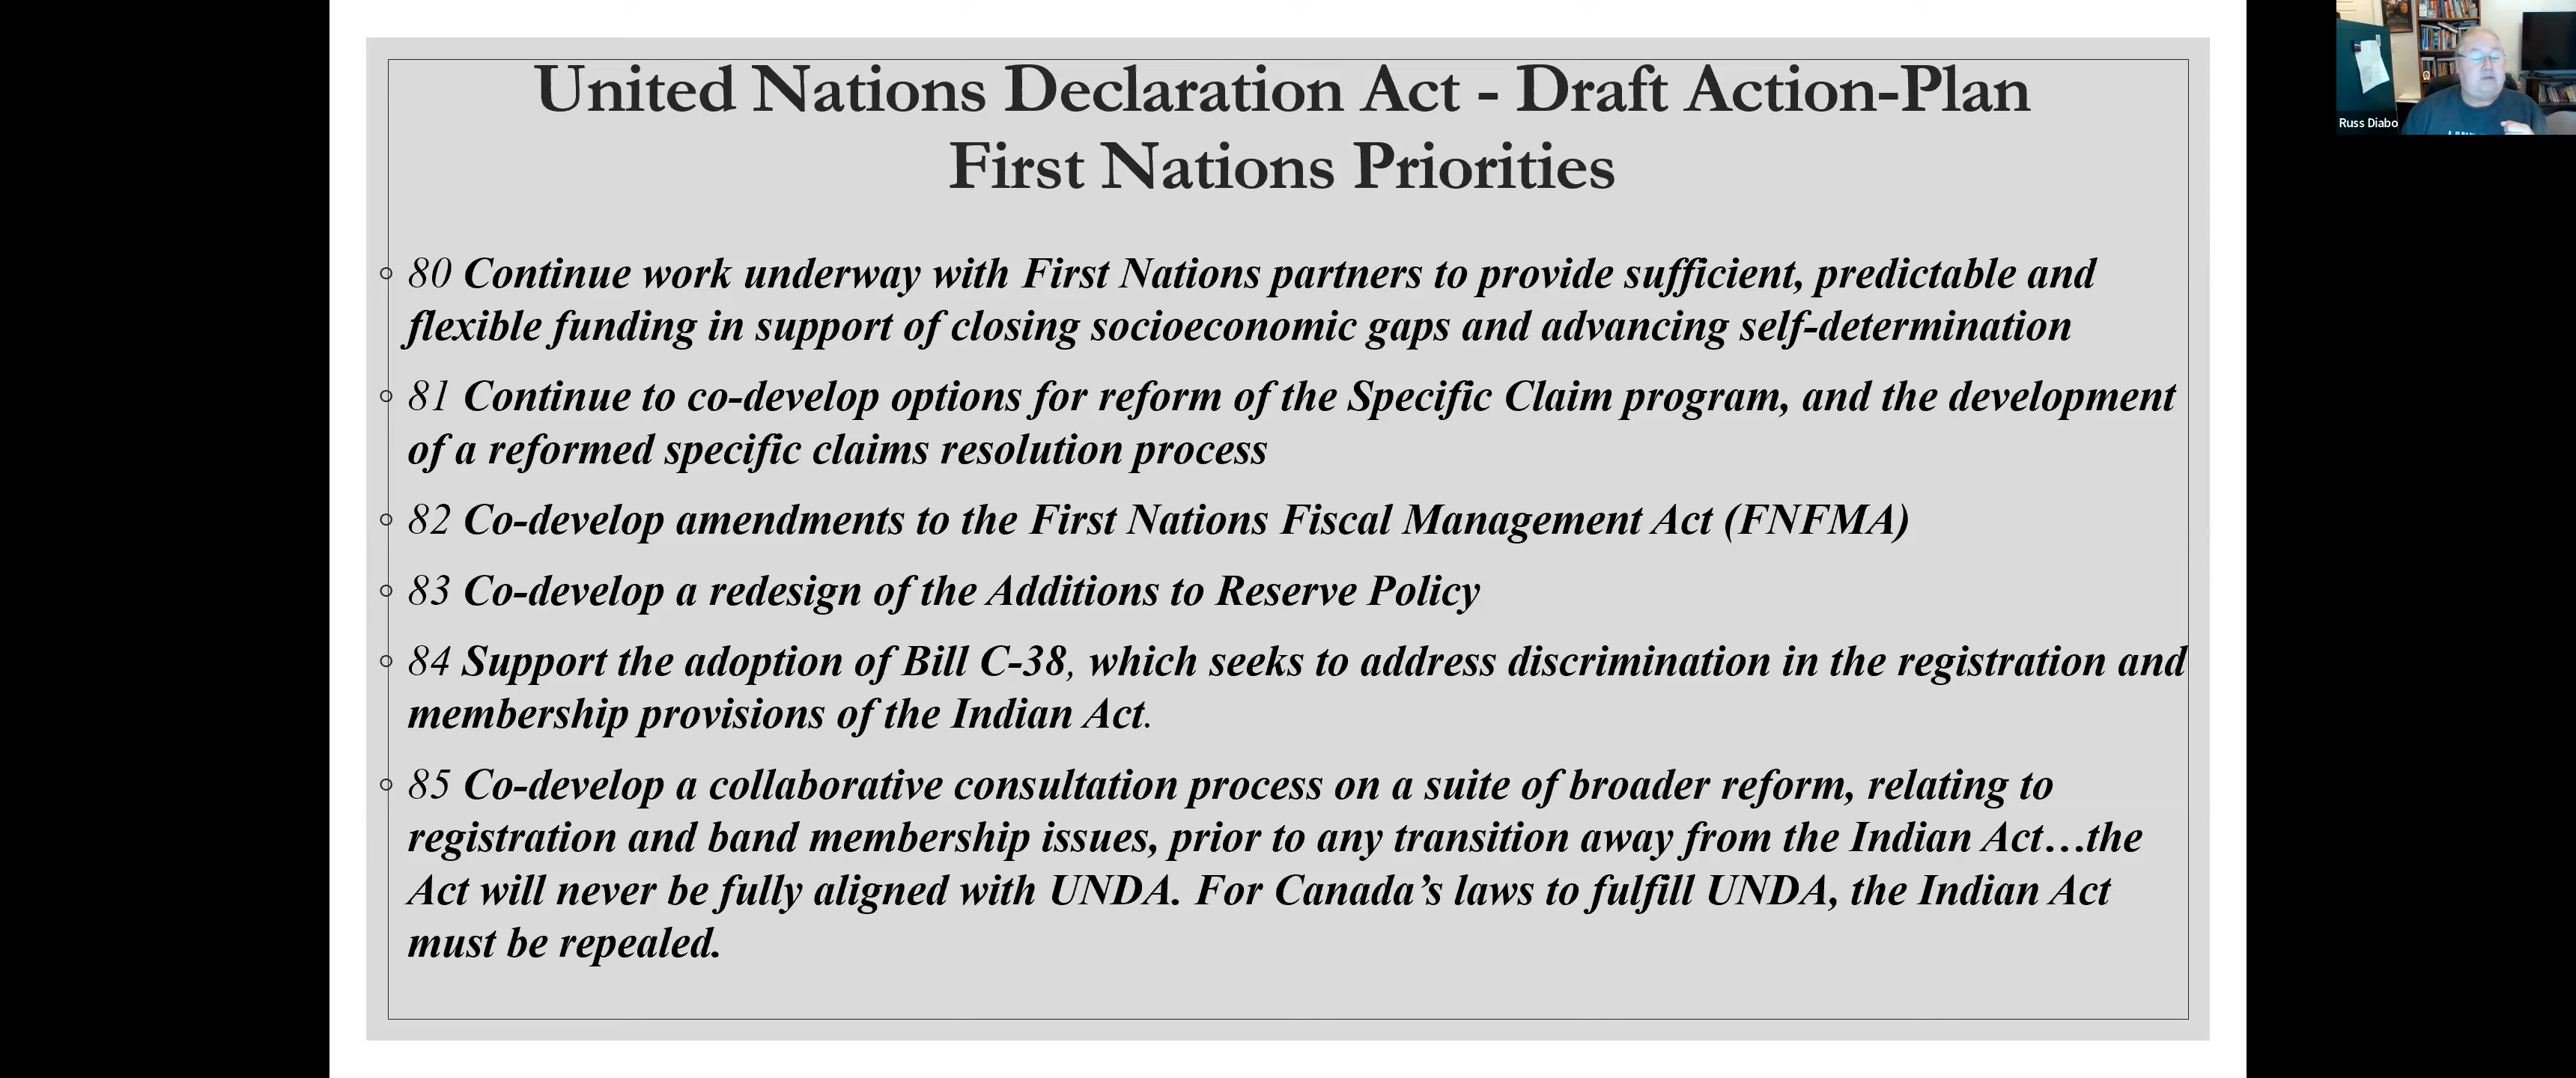 United Nations Declaration Act - Draft Action-Plan
First Nations Priorities
80 Continue work underway with First Nations partners to provide sufficient, predictable and
flexible funding in support of closing socioeconomic gaps and advancing self-determination
81 Continue to co-develop options for reform of the Specific Claim program, and the development
of a reformed specific claims resolution process
82 Co-develop amendments to the First Nations Fiscal Management Act (FNFMA)
83 Co-develop a redesign of the Additions to Reserve Policy
84 Support the adoption of Bill C-38, which seeks to address discrimination in the registration and
membership provisions of the Indian Act.
85 Co-develop a collaborative consultation process on a suite of broader reform, relating to
registration and band membership issues, prior to any transition away from the Indian Act…the
Act will never be fully aligned with UNDA. For Canada’s laws to fulfill UNDA, the Indian Act
must be repealed.
Russ Diabo